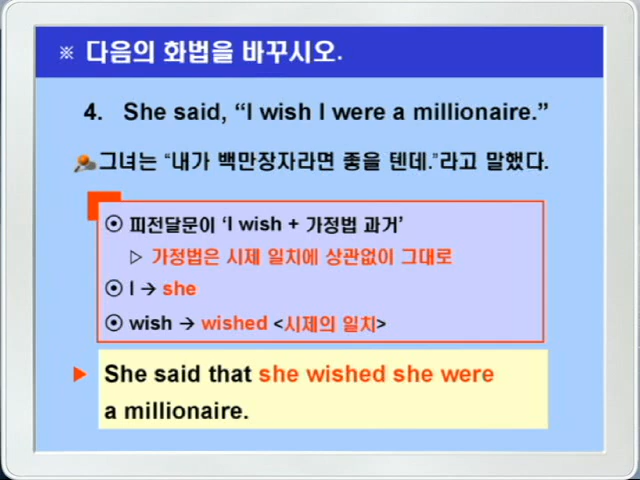 ※ 다음의 화법을 바꾸시오.
4. She said, “I wish I were a millionaire.”
그녀는 “내가 백만장자라면 좋을 텐데.”라고 말했다.
⊙ 피전달문이 ‘I wish + 가정법 과거’
▷ 가정법은 시제 일치에 상관없이 그대로
⊙ I → she
⊙ wish → wished <시제의 일치>
▶ She said that she wished she were
a millionaire.